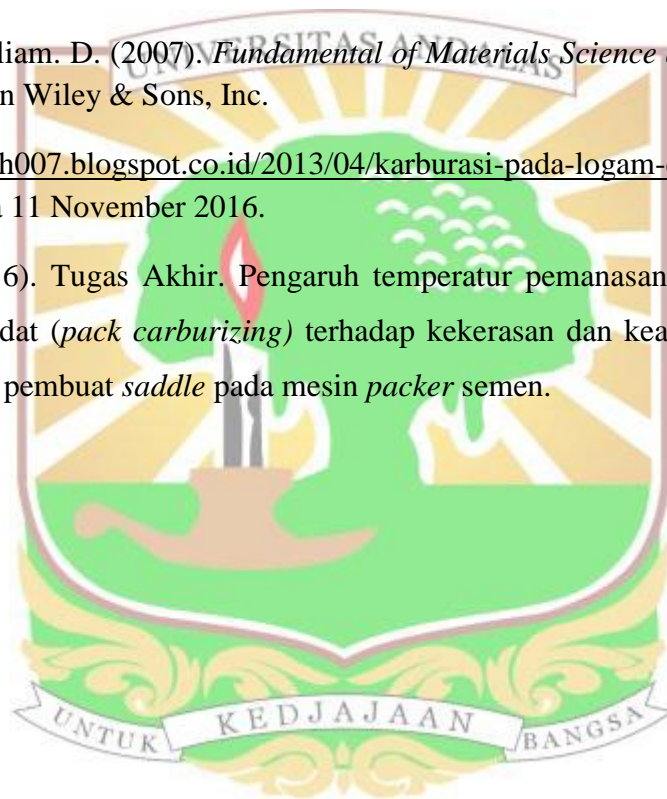 UNIVERSITAS ANDALAS
liam. D. (2007). Fundamental of Materials Science
n Wiley & Sons, Inc.
h007.blogspot.co.id/2013/04/karburasi-pada-logam-
11 November 2016.
6). Tugas Akhir. Pengaruh temperatur pemanasan
dat (pack carburizing) terhadap kekerasan dan kea
pembuat saddle pada mesin packer semen.
UNTUK KEDJAJAAN BANGSA